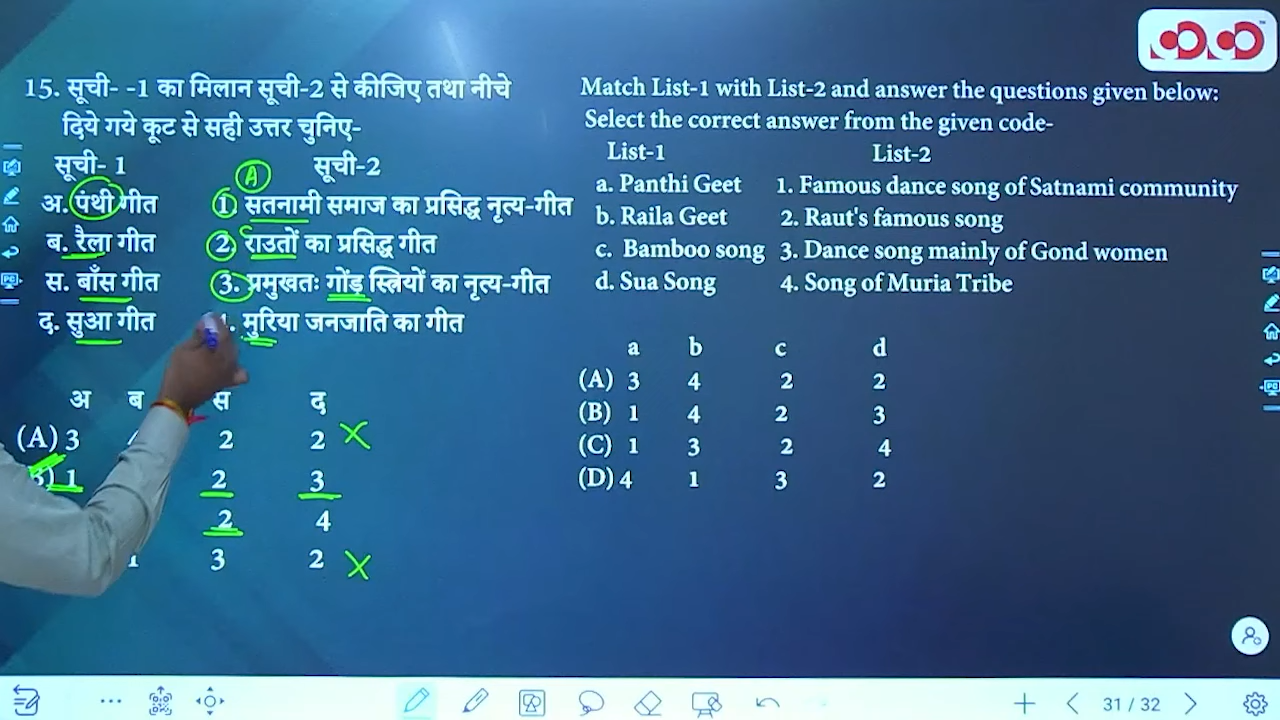 15. सूची- -1 का मिलान सूची-2 से कीजिए तथा नीचे
दिये गये कूट से सही उत्तर चुनिए-
सूची- 1 सूची-2
A
अ. पंथी गीत 1. सतनामी समाज का प्रसिद्ध नृत्य-गीत
ब. रैला गीत 2. राउतों का प्रसिद्ध गीत
स. बाँस गीत 3. प्रमुखतः गोंड़ स्त्रियों का नृत्य-गीत
द. सुआ गीत मुरिया जनजाति का गीत
अ ब स द
(A) 3 2 2
1 2 3
2 4
1 3 2
Match List-1 with List-2 and answer the questions given below:
Select the correct answer from the given code-
List-1 List-2
a. Panthi Geet 1. Famous dance song of Satnami community
b. Raila Geet 2. Raut's famous song
c. Bamboo song 3. Dance song mainly of Gond women
d. Sua Song 4. Song of Muria Tribe
a b c d
(A) 3 4 2 2
(B) 1 4 2 3
(C) 1 3 2 4
(D) 4 1 3 2
31 / 32